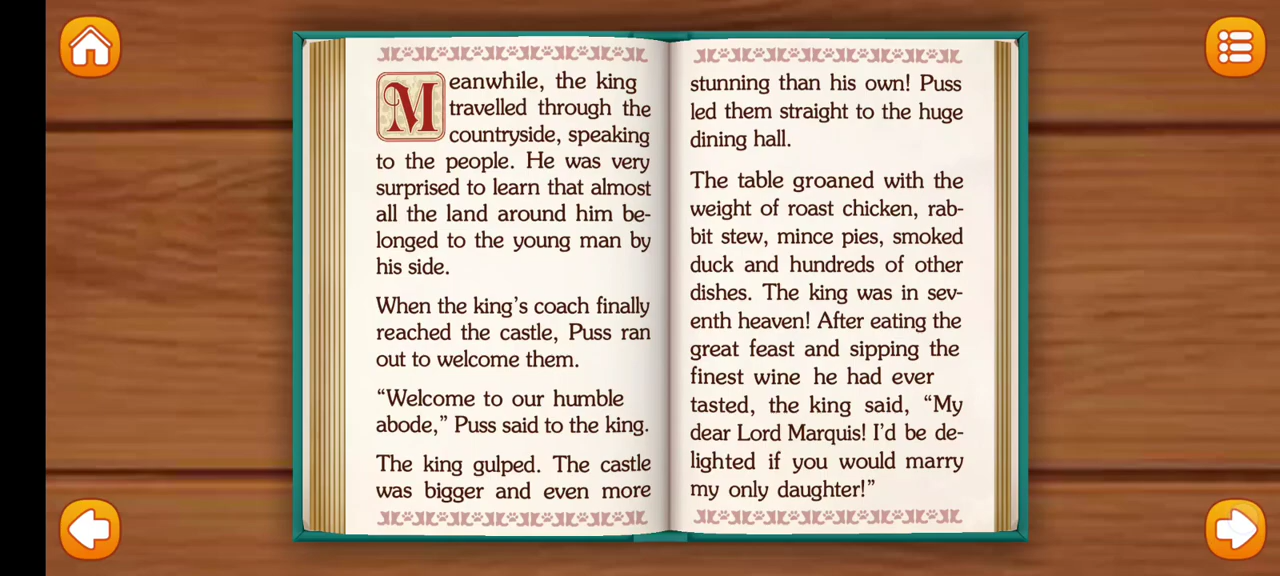 Meanwhile, the king
travelled through the
countryside, speaking
to the people. He was very
surprised to learn that almost
all the land around him be-
longed to the young man by
his side.
When the king’s coach finally
reached the castle, Puss ran
out to welcome them.
“Welcome to our humble
abode,” Puss said to the king.
The king gulped. The castle
was bigger and even more
stunning than his own! Puss
led them straight to the huge
dining hall.
The table groaned with the
weight of roast chicken, rab-
bit stew, mince pies, smoked
duck and hundreds of other
dishes. The king was in sev-
enth heaven! After eating the
great feast and sipping the
finest wine he had ever
tasted, the king said, “My
dear Lord Marquis! I’d be de-
lighted if you would marry
my only daughter!”